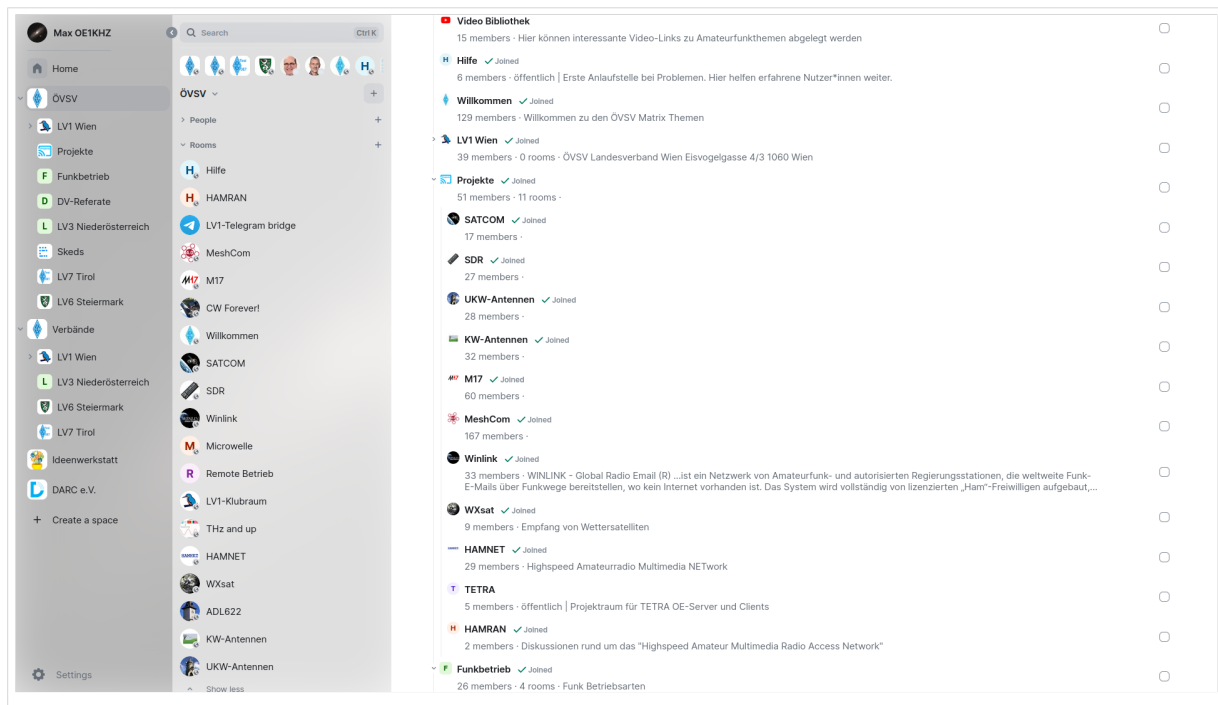 Max OE1KHZ
Home
ÖVSV
LV1 Wien
Projekte
F Funkbetrieb
D DV-Referate
L LV3 Niederösterreich
Skeds
LV7 Tirol
LV6 Steiermark
Verbände
LV1 Wien
L LV3 Niederösterreich
LV6 Steiermark
LV7 Tirol
Ideenwerkstatt
DARC e.V.
+ Create a space
Settings
Search Ctrl K
H
ÖVSV +
People +
Rooms +
H Hilfe
H HAMRAN
LV1-Telegram bridge
MeshCom
M17 M17
CW Forever!
Willkommen
SATCOM
SDR
Winlink
M Microwelle
R Remote Betrieb
LV1-Klubraum
THz and up
HAMNET HAMNET
WXsat
ADL622
KW-Antennen
UKW-Antennen
Show less
Video Bibliothek
15 members · Hier können interessante Video-Links zu Amateurfunkthemen abgelegt werden
H Hilfe ✓ Joined
6 members · öffentlich | Erste Anlaufstelle bei Problemen. Hier helfen erfahrene Nutzer*innen weiter.
Willkommen ✓ Joined
129 members · Willkommen zu den ÖVSV Matrix Themen
LV1 Wien ✓ Joined
39 members · 0 rooms · ÖVSV Landesverband Wien Eisvogelgasse 4/3 1060 Wien
Projekte ✓ Joined
51 members · 11 rooms ·
SATCOM ✓ Joined
17 members ·
SDR ✓ Joined
27 members ·
UKW-Antennen ✓ Joined
28 members ·
KW-Antennen ✓ Joined
32 members ·
M17 M17 ✓ Joined
60 members ·
MeshCom ✓ Joined
167 members ·
Winlink ✓ Joined
33 members · WINLINK - Global Radio Email (R) ...ist ein Netzwerk von Amateurfunk- und autorisierten Regierungsstationen, die weltweite Funk-
E-Mails über Funkwege bereitstellen, wo kein Internet vorhanden ist. Das System wird vollständig von lizenzierten „Ham“-Freiwilligen aufgebaut,...
WXsat ✓ Joined
9 members · Empfang von Wettersatelliten
HAMNET ✓ Joined
29 members · Highspeed Amateurradio Multimedia NETwork
T TETRA
5 members · öffentlich | Projektraum für TETRA OE-Server und Clients
H HAMRAN ✓ Joined
2 members · Diskussionen rund um das "Highspeed Amateur Multimedia Radio Access Network"
F Funkbetrieb ✓ Joined
26 members · 4 rooms · Funk Betriebsarten